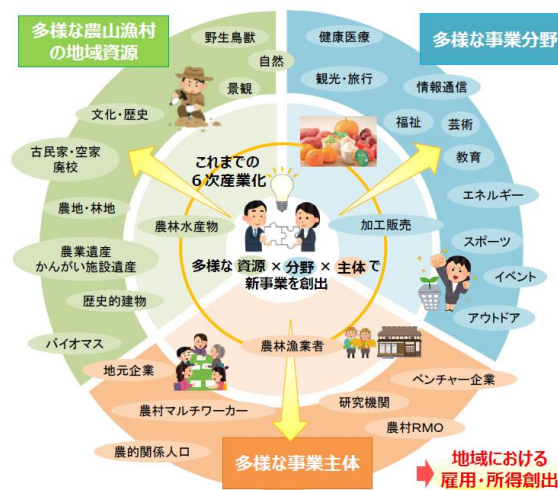 多様な農山漁村
の地域資源
野生鳥獣
自然
景観
文化・歴史
古民家・空家
廃校
農地・林地
農業遺産
かんがい施設遺産
歴史的建物
バイオマス
多様な事業分野
健康医療
観光・旅行
情報通信
福祉
芸術
教育
エネルギー
スポーツ
イベント
アウトドア
これまでの
6次産業化
農林水産物
加工販売
多様な 資源 × 分野 × 主体で
新事業を創出
農林漁業者
地元企業
農村マルチワーカー
農的関係人口
ベンチャー企業
研究機関
農村RMO
多様な事業主体
地域における
雇用・所得創出